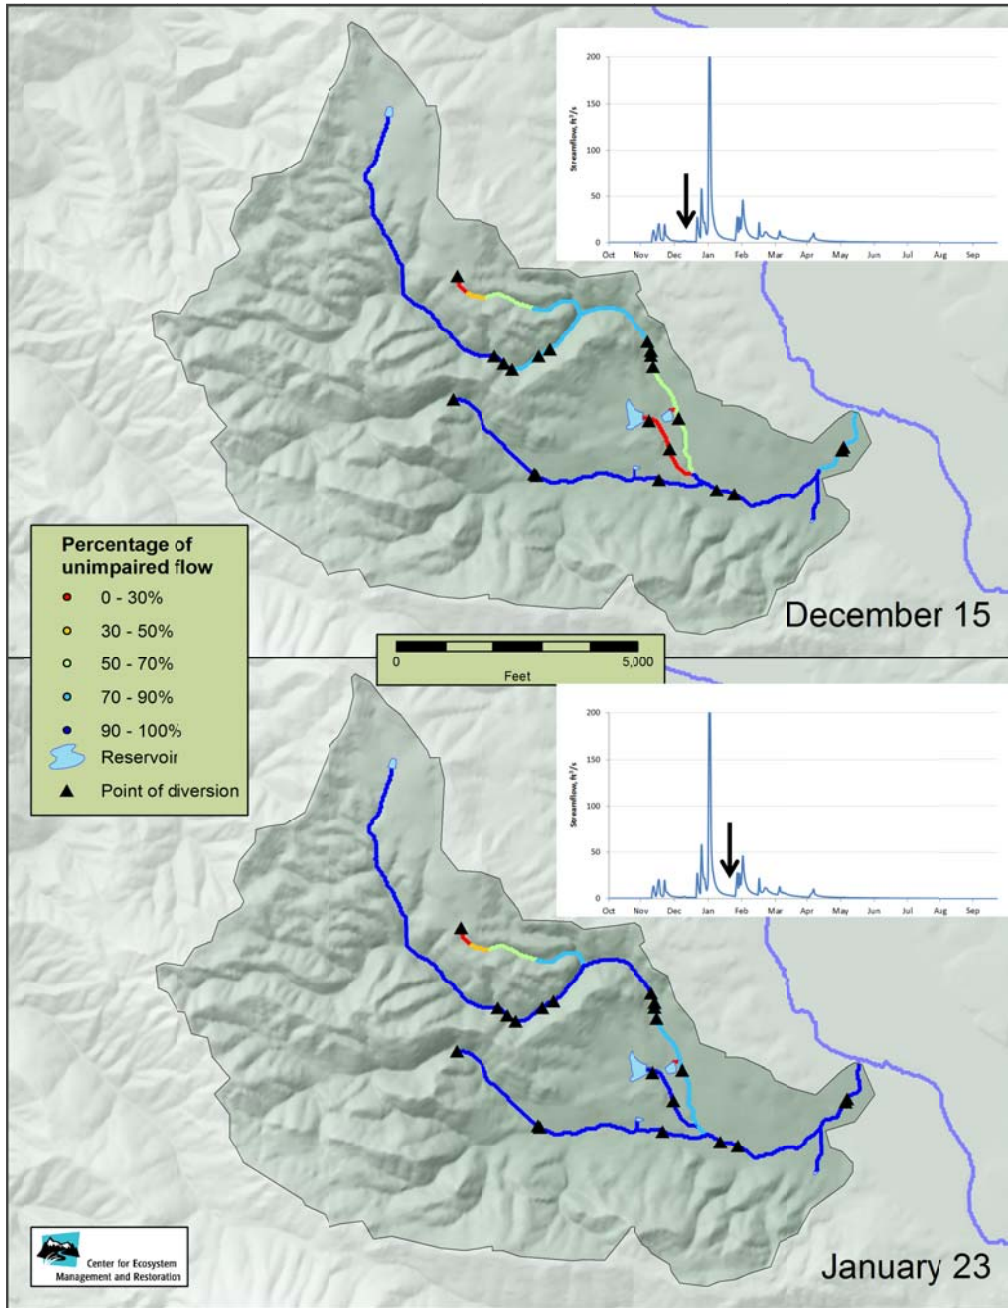 200
150
100
50
0
Streamflow, ft³/s
Oct Nov Dec Sep Jan Feb Mar Apr May Jun Jul Aug Sep
December 15
Percentage of
unimpaired flow
0 - 30%
30 - 50%
50 - 70%
70 - 90%
90 - 100%
Reservoir
Point of diversion
0 5,000
Feet
200
150
100
50
0
Streamflow, ft³/s
Oct Nov Dec Jan Feb Mar Apr May Jun Jul Aug Sep
January 23
Center for Ecosystem
Management and Restoration